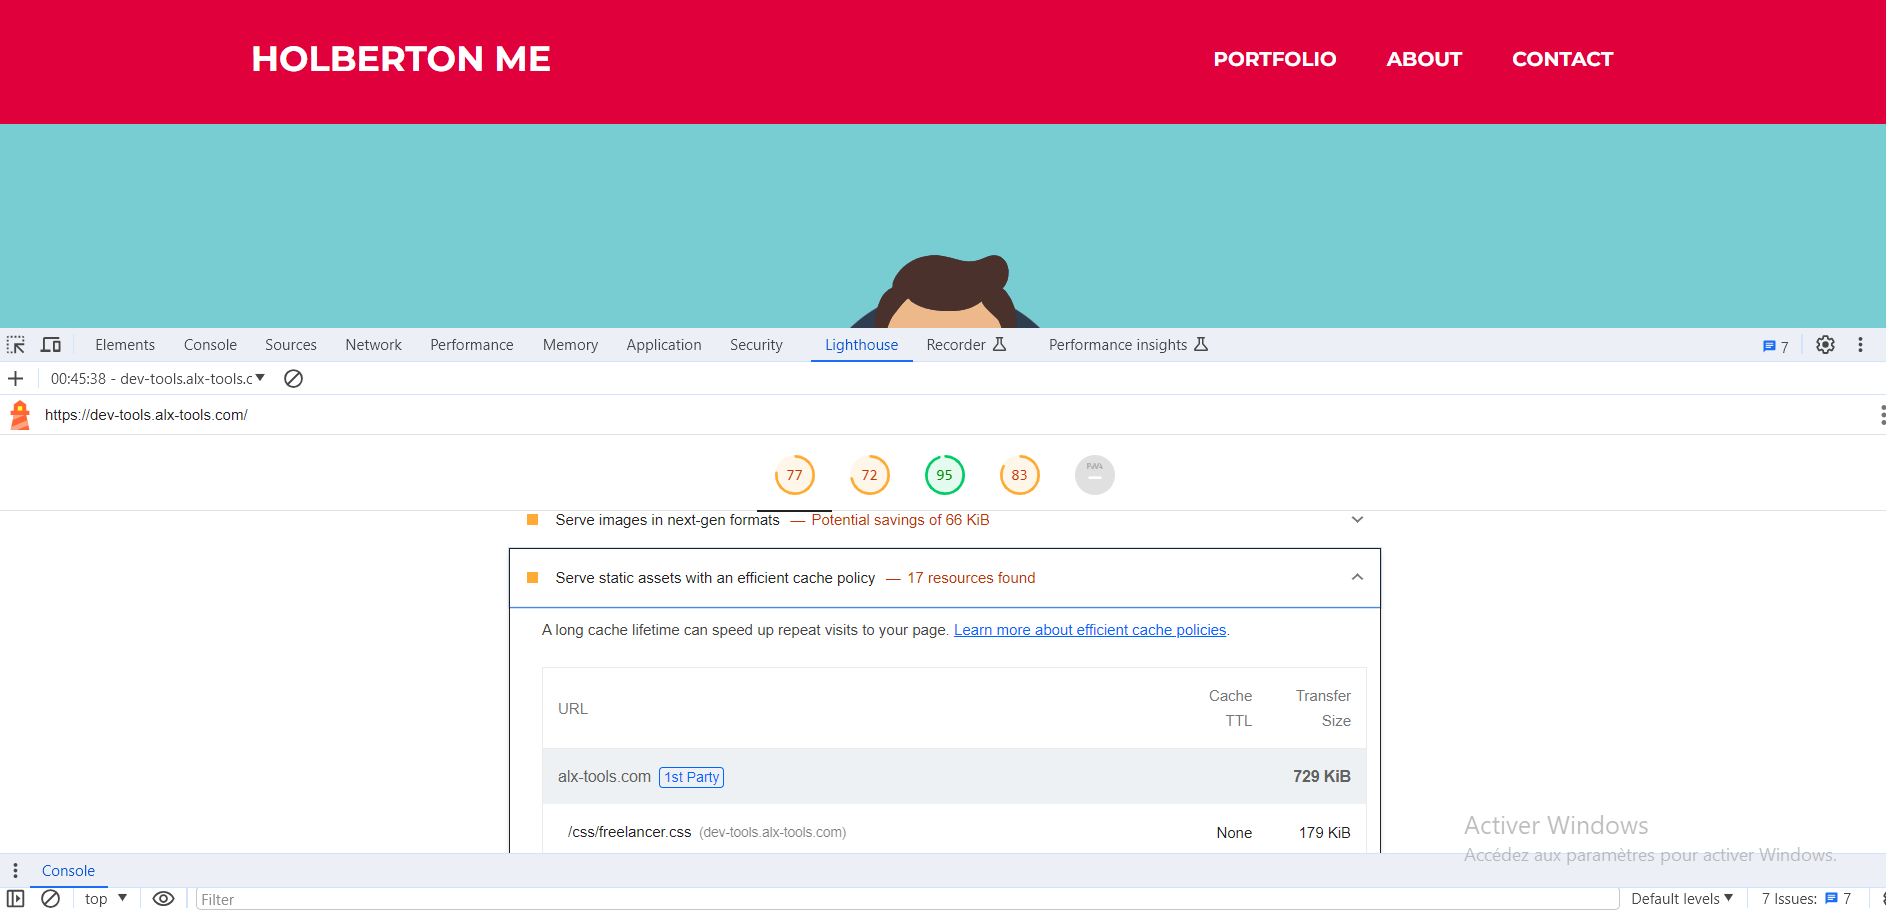 HOLBERTON ME
PORTFOLIO ABOUT CONTACT
Elements Console Sources Network Performance Memory Application Security Lighthouse Recorder Performance insights 7
00:45:38 - dev-tools.alx-tools.c
https://dev-tools.alx-tools.com/
77 72 95 83 PWA
Serve images in next-gen formats — Potential savings of 66 KiB
Serve static assets with an efficient cache policy — 17 resources found
A long cache lifetime can speed up repeat visits to your page. Learn more about efficient cache policies.
URL
Cache
TTL
Transfer
Size
alx-tools.com 1st Party 729 KiB
/css/freelancer.css (dev-tools.alx-tools.com) None 179 KiB
Activer Windows
Accédez aux paramètres pour activer Windows.
Console
top Filter Default levels 7 Issues: 7